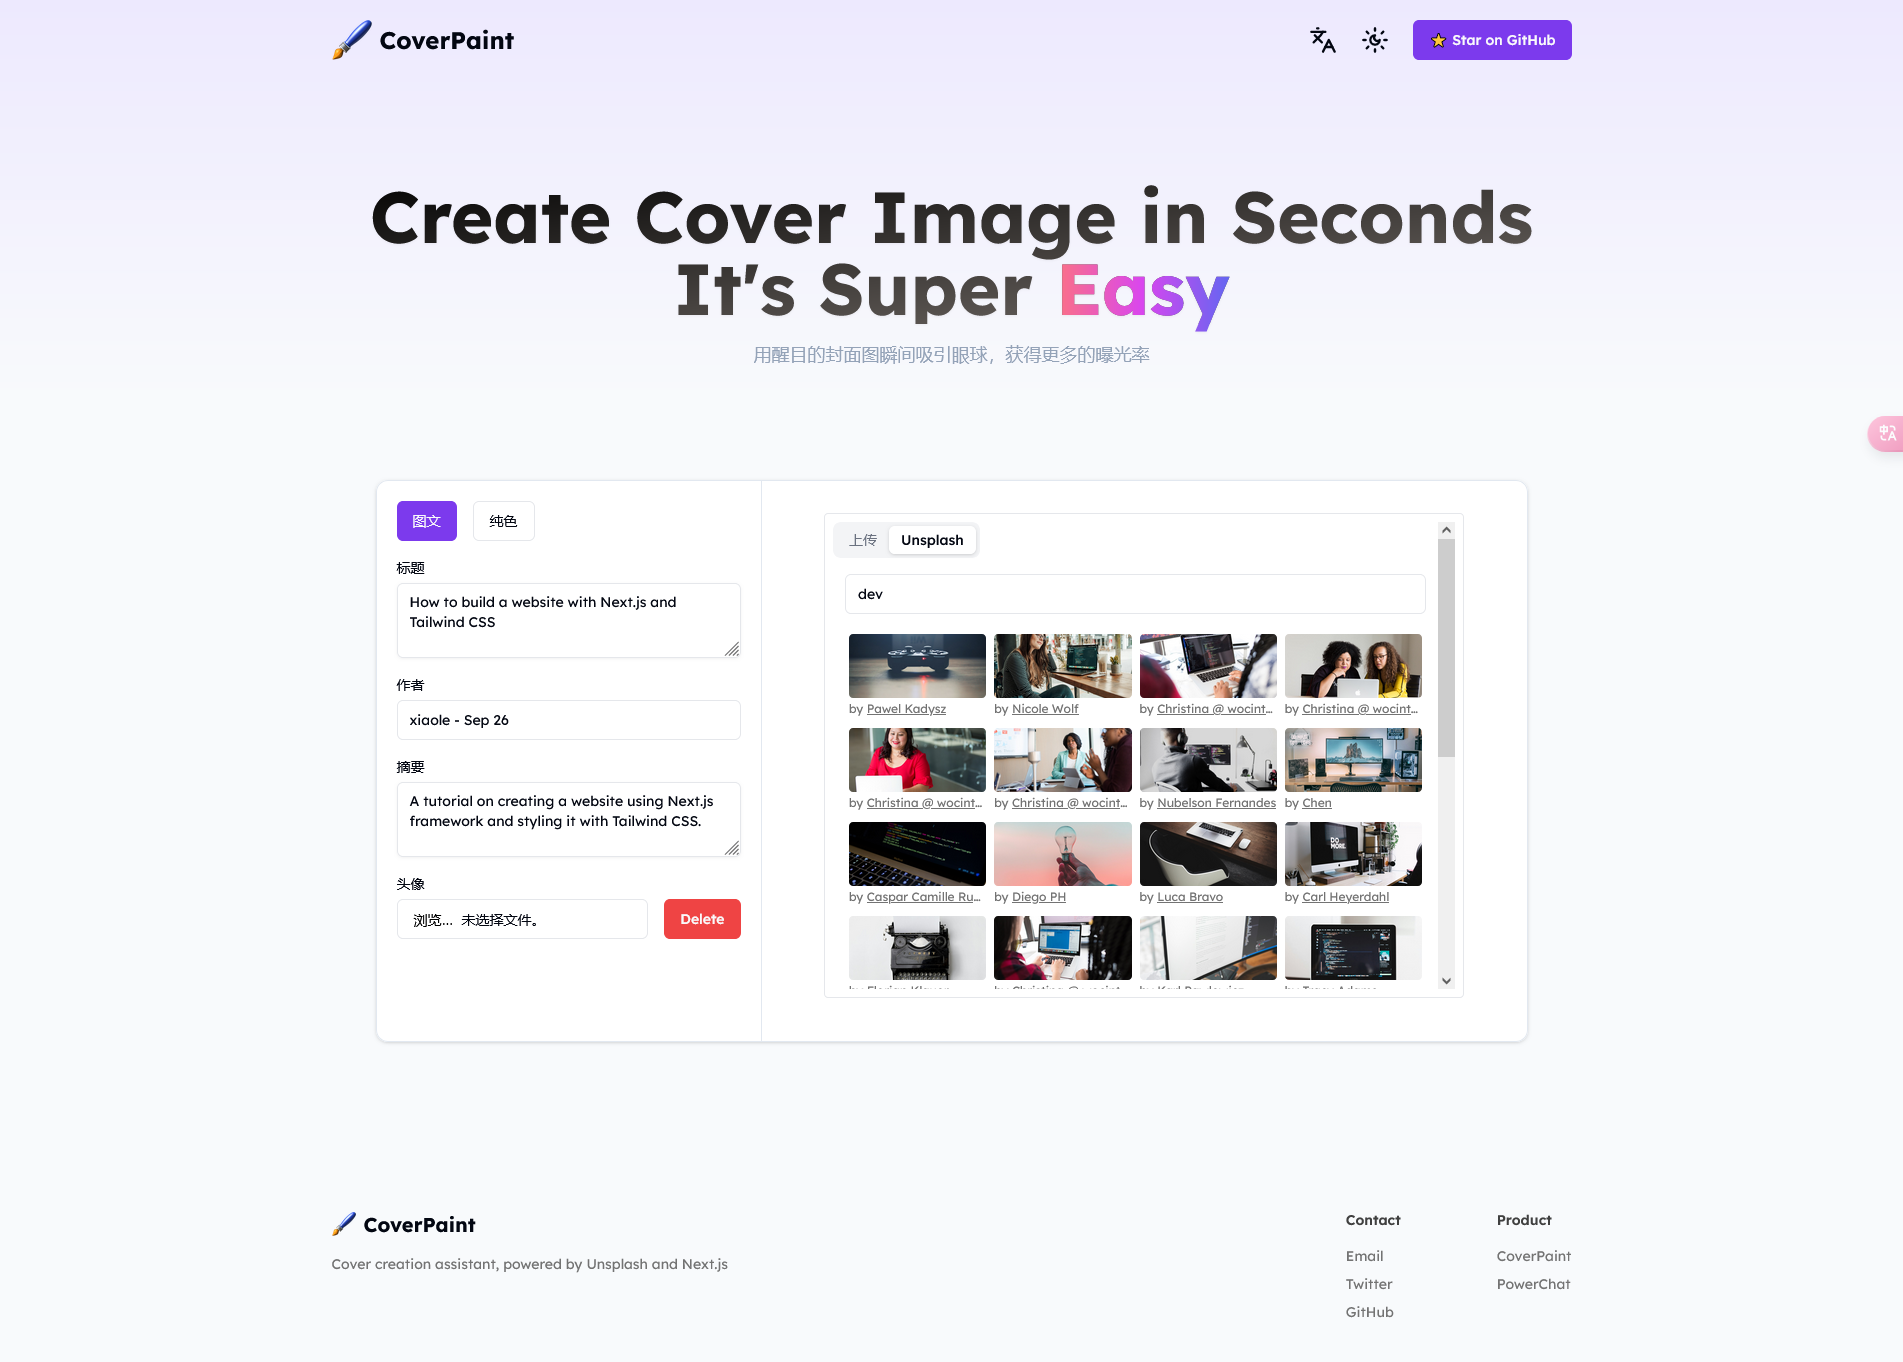 CoverPaint
Star on GitHub
Create Cover Image in Seconds
It's Super Easy
用醒目的封面图瞬间吸引眼球，获得更多的曝光率
图文
纯色
标题
How to build a website with Next.js and
Tailwind CSS
作者
xiaole - Sep 26
摘要
A tutorial on creating a website using Next.js
framework and styling it with Tailwind CSS.
头像
浏览... 未选择文件。
Delete
上传
Unsplash
dev
by Pawel Kadysz
by Nicole Wolf
by Christina @ wocint...
by Christina @ wocint...
by Christina @ wocint...
by Christina @ wocint...
by Nubelson Fernandes
by Chen
DO
MORE.
by Caspar Camille Ru...
by Diego PH
by Luca Bravo
by Carl Heyerdahl
CoverPaint
Cover creation assistant, powered by Unsplash and Next.js
Contact
Email
Twitter
GitHub
Product
CoverPaint
PowerChat